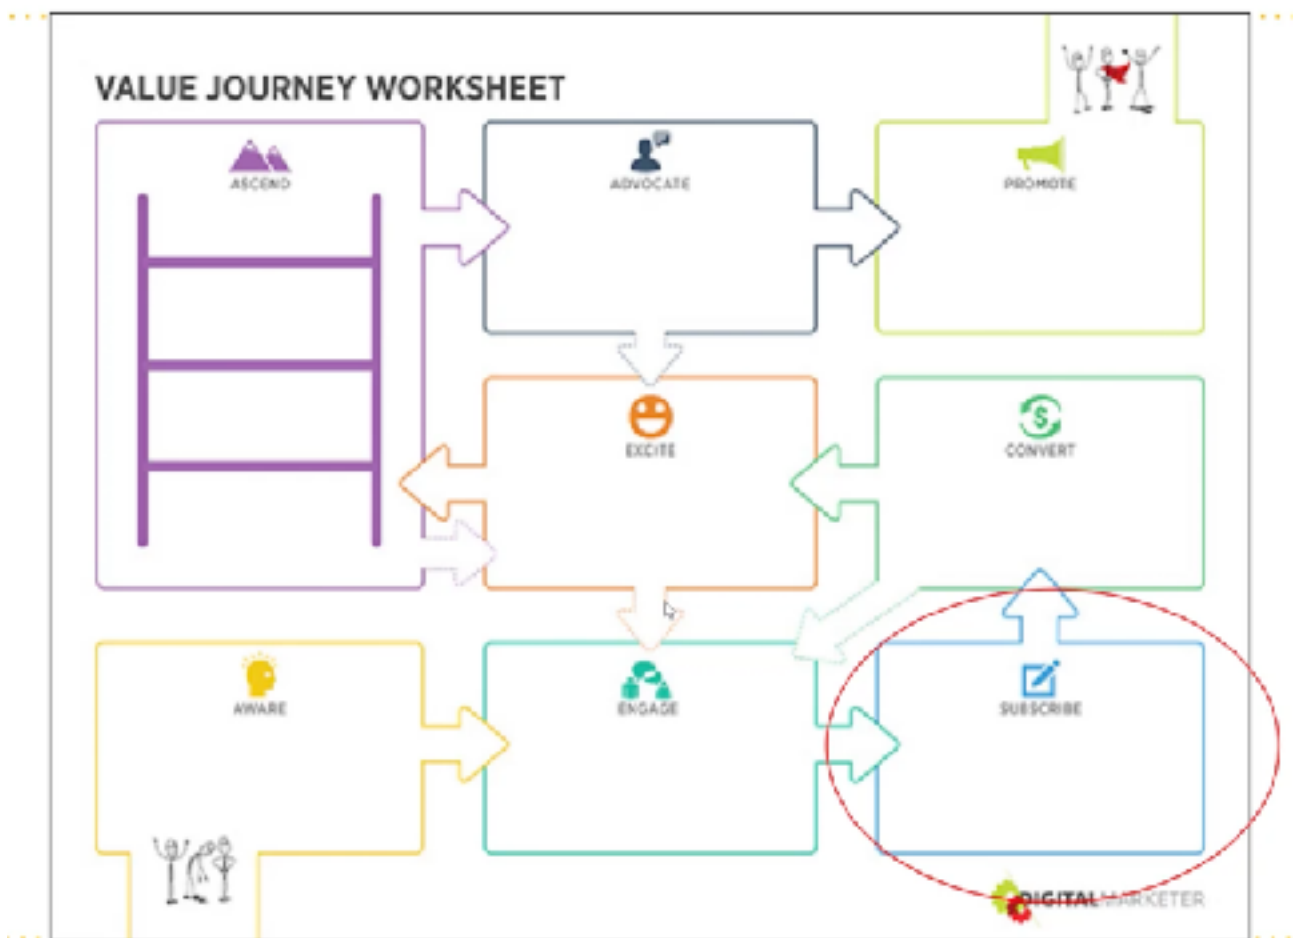 VALUE JOURNEY WORKSHEET
ASCEND
ADVOCATE
PROMOTE
EXCITE
CONVERT
AWARE
ENGAGE
SUBSCRIBE
DIGITALMARKETER